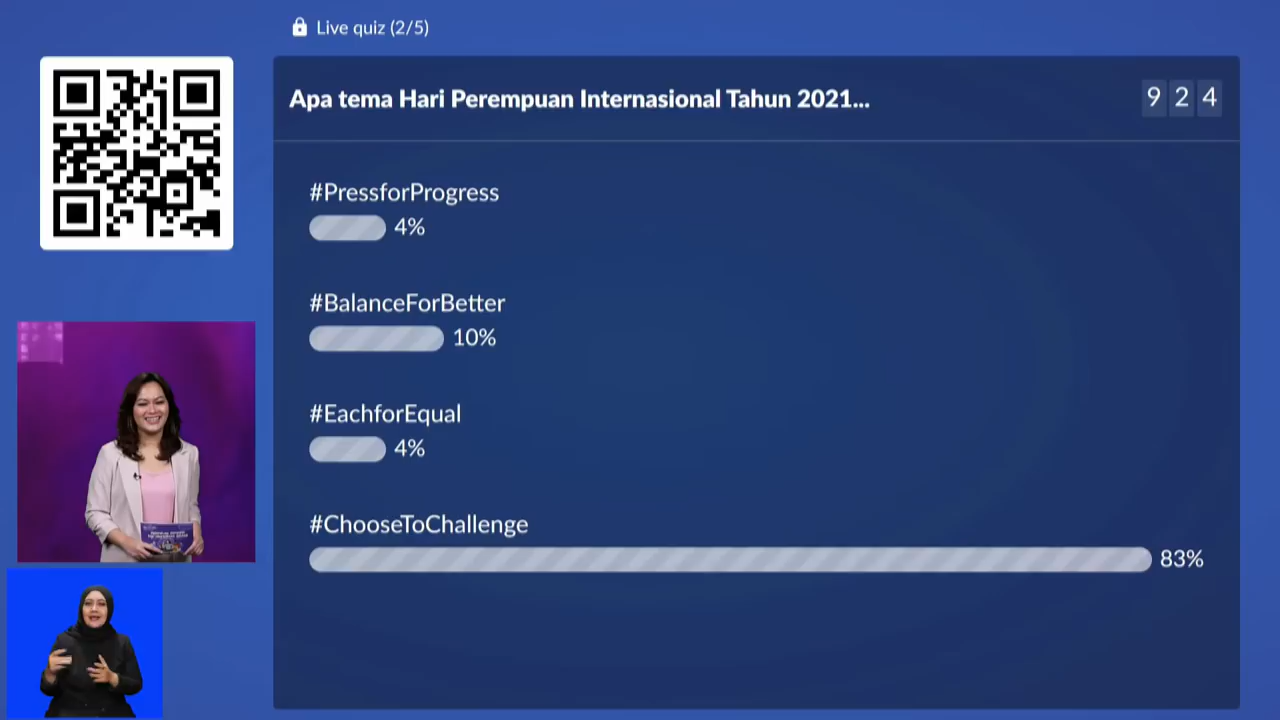 Live quiz (2/5)
Apa tema Hari Perempuan Internasional Tahun 2021...
9 2 4
#PressforProgress
4%
#BalanceForBetter
10%
#EachforEqual
4%
#ChooseToChallenge
83%